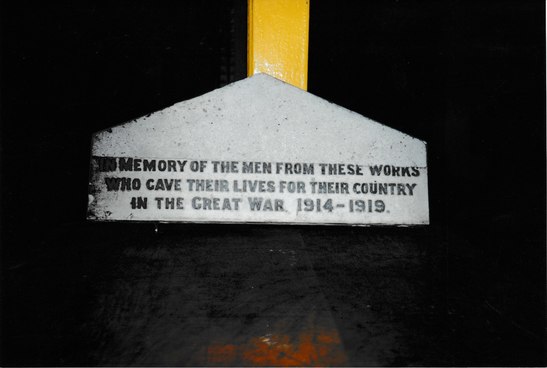 IN MEMORY OF THE MEN FROM THESE WORKS
WHO GAVE THEIR LIVES FOR THEIR COUNTRY
IN THE GREAT WAR 1914-1919.